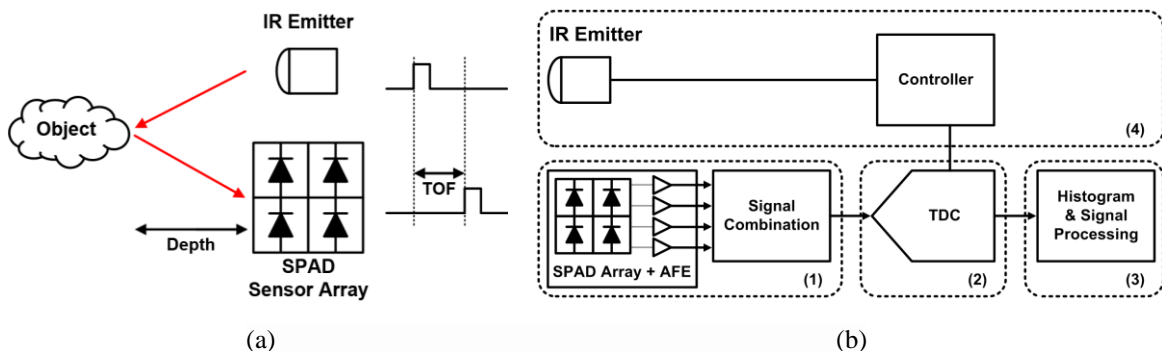 IR Emitter
Object
TOF
Depth
SPAD
Sensor Array
(a)
IR Emitter
Controller
(4)
SPAD Array + AFE
Signal
Combination
(1)
TDC
(2)
Histogram
& Signal
Processing
(3)
(b)